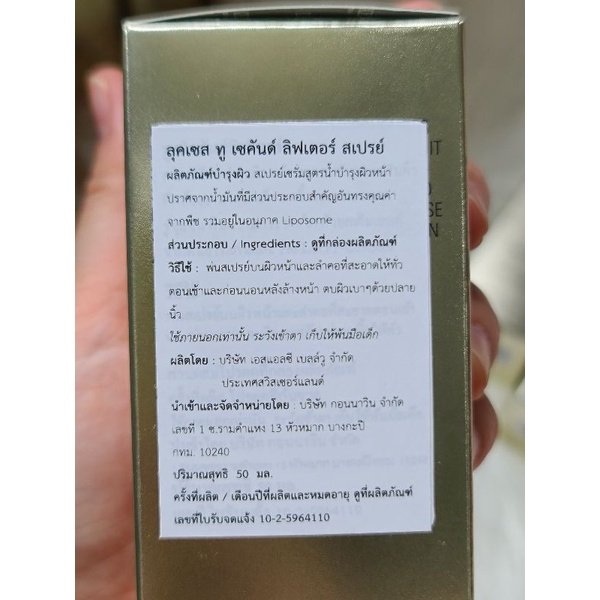 ลุคเซส ทู เซคันด์ ลิฟเตอร์ สเปรย์
ผลิตภัณฑ์บำรุงผิว สเปรย์เซรัมสูตรน้ำบำรุงผิวหน้า
ปราศจากน้ำมันที่มีส่วนประกอบสำคัญอันทรงคุณค่า
จากพืช รวมอยู่ในอนุภาค Liposome
ส่วนประกอบ / Ingredients : ดูที่กล่องผลิตภัณฑ์
วิธีใช้ : พ่นสเปรย์บนผิวหน้าและลำคอที่สะอาดให้ทั่ว
ตอนเช้าและก่อนนอนหลังล้างหน้า ตบผิวเบาๆด้วยปลาย
นิ้ว
ใช้ภายนอกเท่านั้น ระวังเข้าตา เก็บให้พ้นมือเด็ก
ผลิตโดย : บริษัท เอสแอลซี เบลล์วู จำกัด
ประเทศสวิสเซอร์แลนด์
นำเข้าและจัดจำหน่ายโดย : บริษัท กอนนาวิน จำกัด
เลขที่ 1 ซ.รามคำแหง 13 หัวหมาก บางกะปิ
กทม. 10240
ปริมาณสุทธิ 50 มล.
ครั้งที่ผลิต / เดือนปีที่ผลิตและหมดอายุ ดูที่ผลิตภัณฑ์
เลขที่ใบรับจดแจ้ง 10-2-5964110